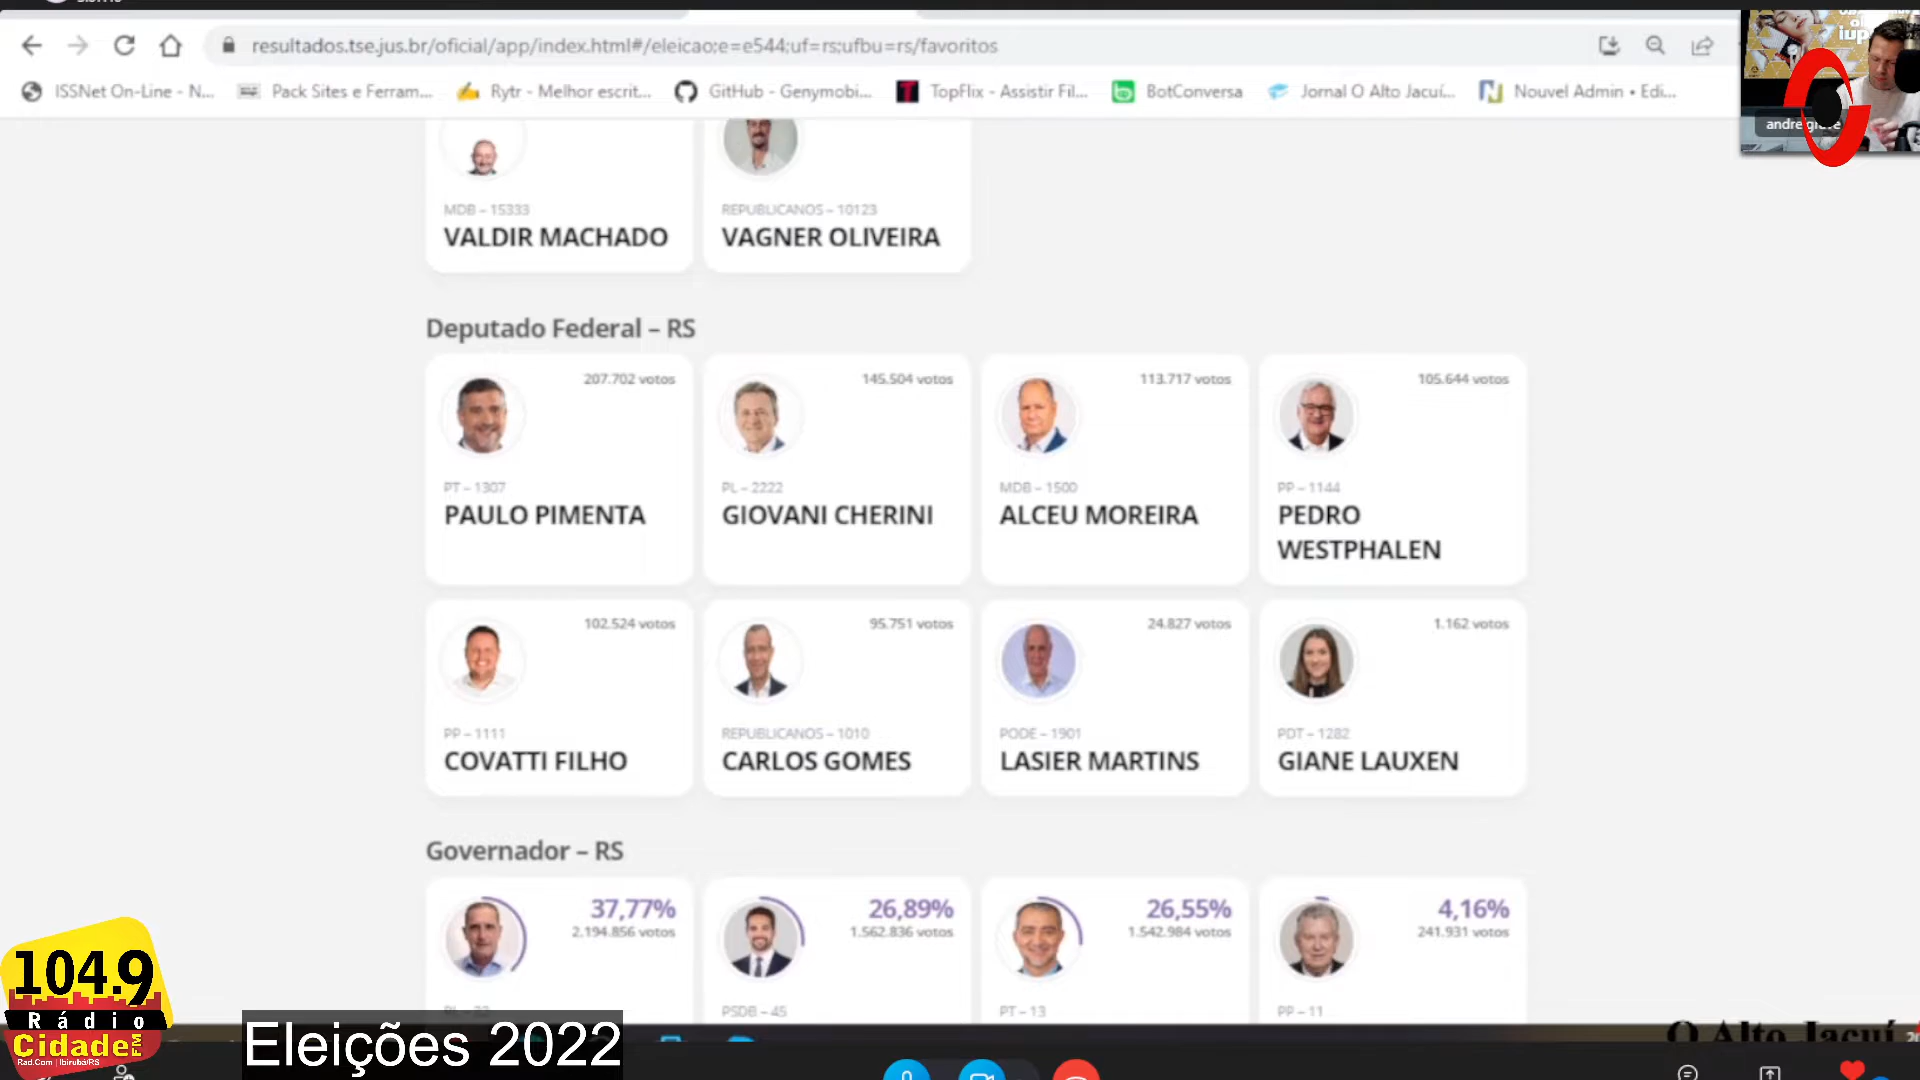 resultados.tse.jus.br/oficial/app/index.html#/eleicao;e=e544;uf=rs;ufbu=rs/favoritos
ISSNet On-Line - N...
Pack Sites e Ferram...
Rytr - Melhor escrit...
GitHub - Genymobi...
TopFlix - Assistir Fil...
BotConversa
Jornal O Alto Jacuí...
Nouvel Admin • Edi...
MDB – 15333
VALDIR MACHADO
REPUBLICANOS – 10123
VAGNER OLIVEIRA
Deputado Federal – RS
207.702 votos
PT – 1307
PAULO PIMENTA
145.504 votos
PL – 2222
GIOVANI CHERINI
113.717 votos
MDB – 1500
ALCEU MOREIRA
105.644 votos
PP – 1144
PEDRO
WESTPHALEN
102.524 votos
PP – 1111
COVATTI FILHO
95.751 votos
REPUBLICANOS – 1010
CARLOS GOMES
24.827 votos
PODE – 1901
LASIER MARTINS
1.162 votos
PDT – 1282
GIANE LAUXEN
Governador – RS
37,77%
2.194.856 votos
26,89%
1.562.836 votos
PSDB – 45
26,55%
1.542.984 votos
PT – 13
4,16%
241.931 votos
PP – 11
104.9
Rádio
Cidade FM
Rad.Com | Ibirubá/RS
Eleições 2022
O Alto Jacuí